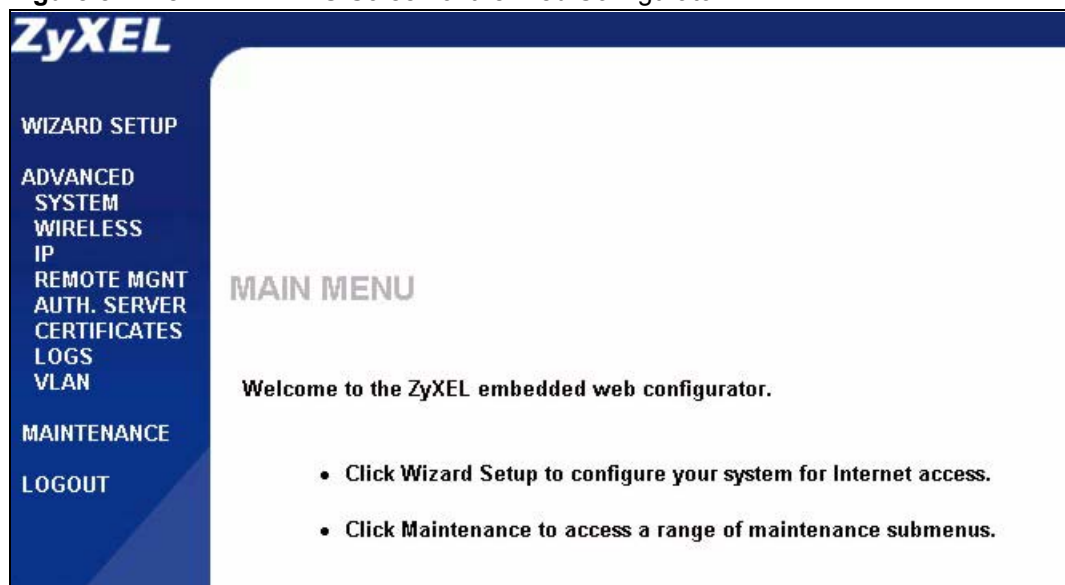 ZyXEL
WIZARD SETUP
ADVANCED
SYSTEM
WIRELESS
IP
REMOTE MGNT
AUTH. SERVER
CERTIFICATES
LOGS
VLAN
MAINTENANCE
LOGOUT
MAIN MENU
Welcome to the ZyXEL embedded web configurator.
• Click Wizard Setup to configure your system for Internet access.
• Click Maintenance to access a range of maintenance submenus.